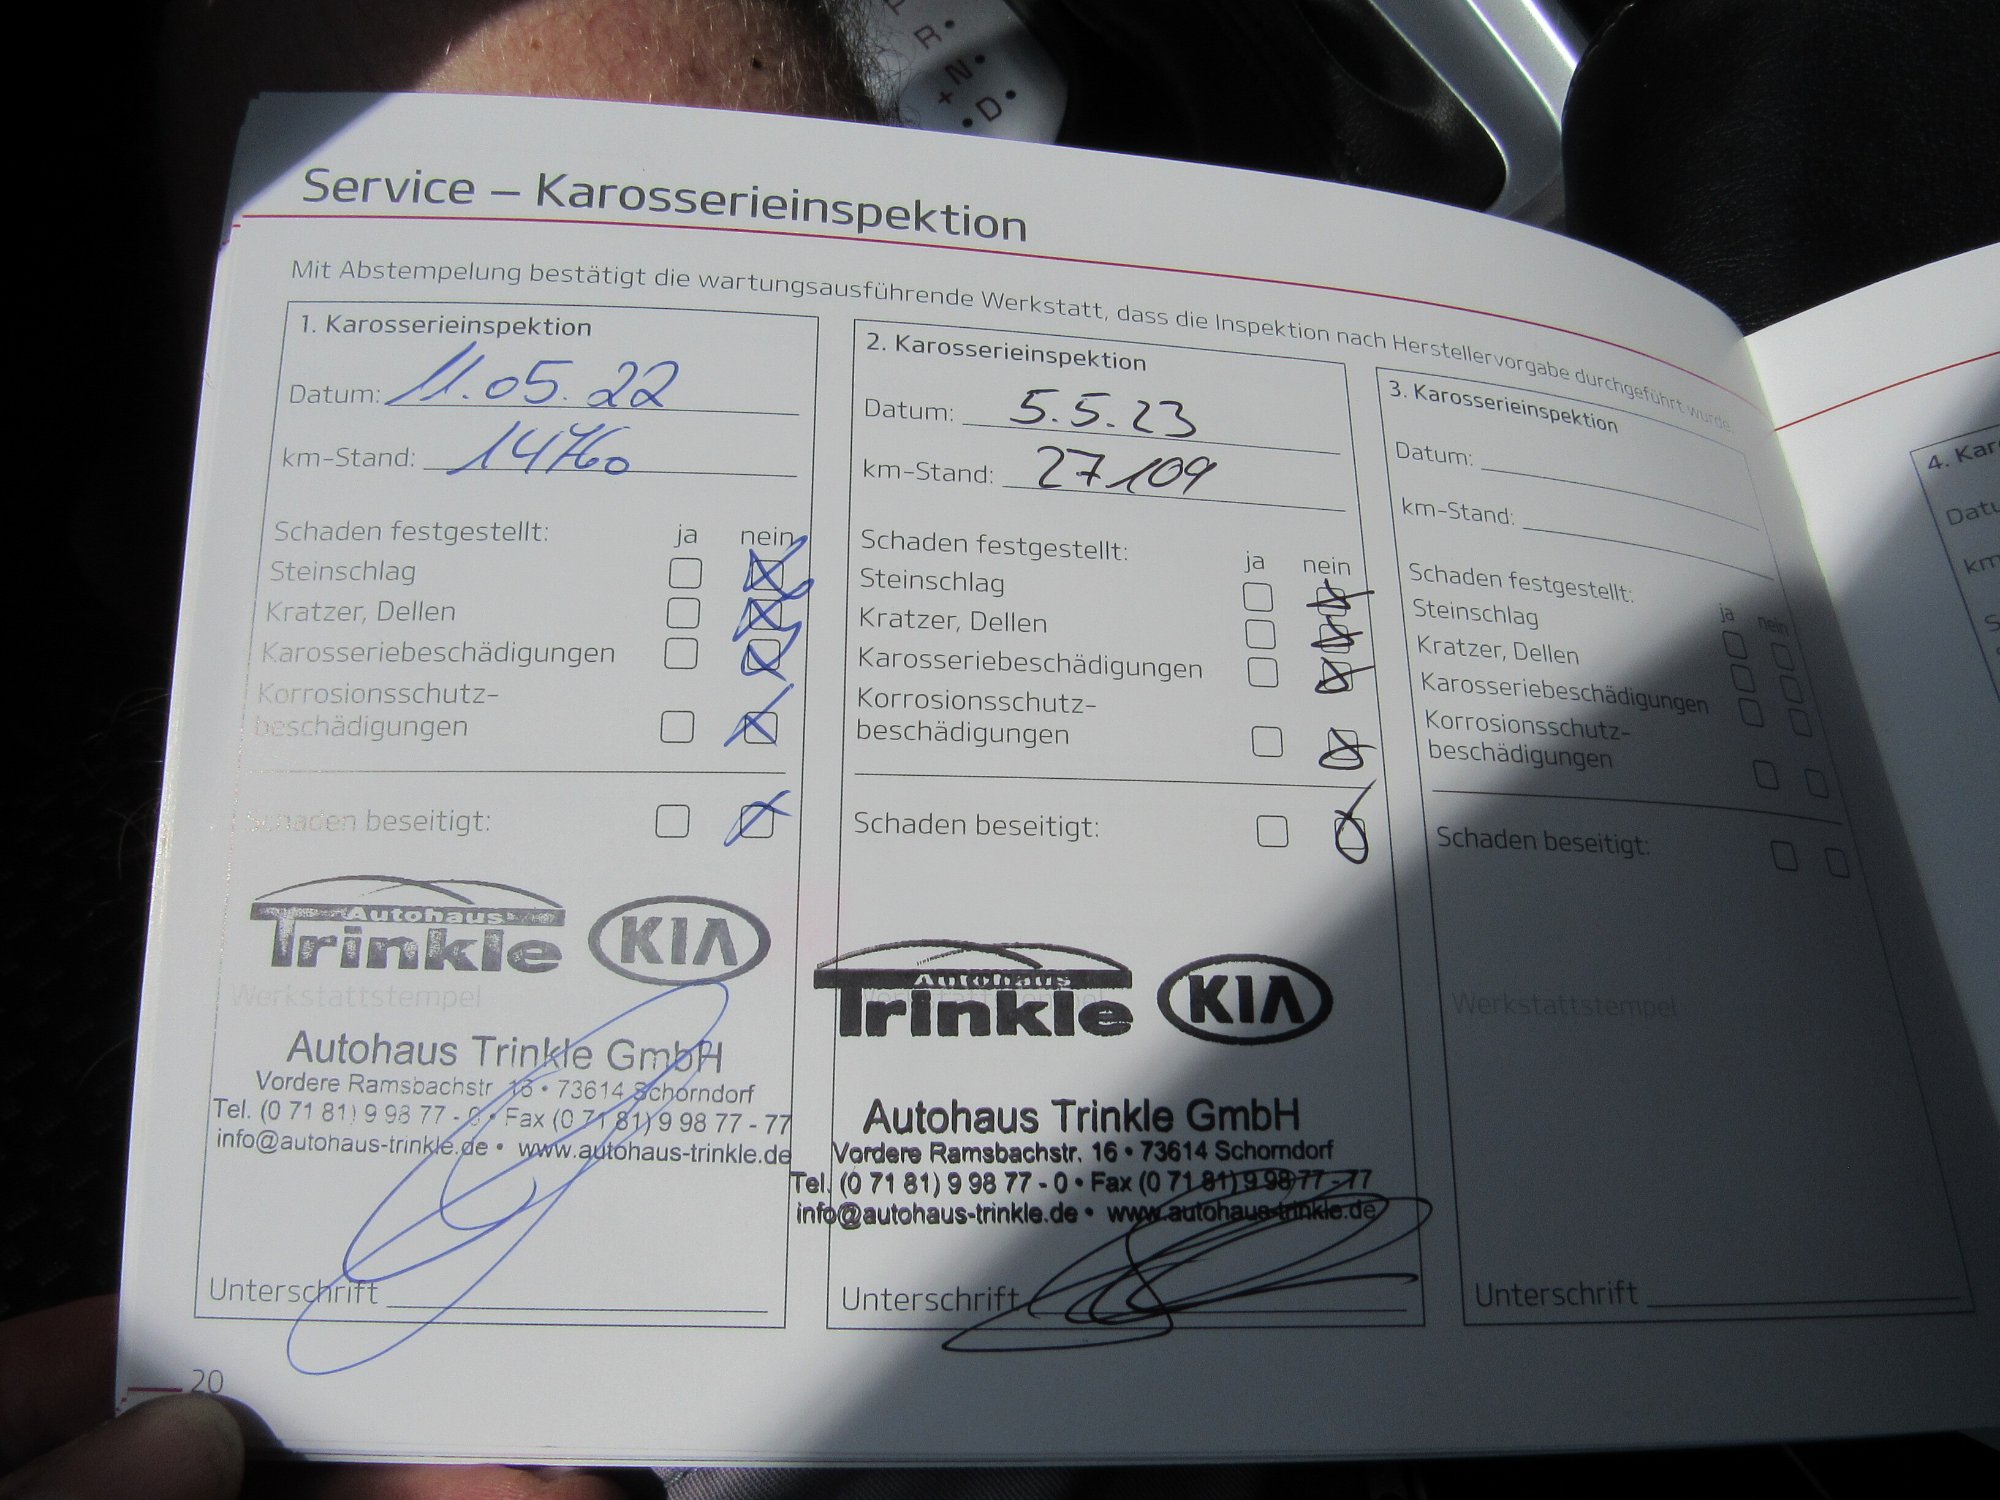 R
+ N
D
Service – Karosserieinspektion
Mit Abstempelung bestätigt die wartungsausführende Werkstatt, dass die Inspektion nach Herstellervorgabe durchgeführt wurde.
1. Karosserieinspektion
Datum: 11.05.22
km-Stand: 14760
Schaden festgestellt: ja nein
Steinschlag
Kratzer, Dellen
Karosseriebeschädigungen
Korrosionsschutz-
beschädigungen
Schaden beseitigt:
Autohaus
Trinkle KIA
Werkstattstempel
Autohaus Trinkle GmbH
Vordere Ramsbachstr. 16 • 73614 Schorndorf
Tel. (0 71 81) 9 98 77 - 0 • Fax (0 71 81) 9 98 77 - 77
info@autohaus-trinkle.de • www.autohaus-trinkle.de
Unterschrift
2. Karosserieinspektion
Datum: 5.5.23
km-Stand: 27109
Schaden festgestellt: ja nein
Steinschlag
Kratzer, Dellen
Karosseriebeschädigungen
Korrosionsschutz-
beschädigungen
Schaden beseitigt:
Autohaus
Trinkle KIA
Werkstattstempel
Autohaus Trinkle GmbH
Vordere Ramsbachstr. 16 • 73614 Schorndorf
Tel. (0 71 81) 9 98 77 - 0 • Fax (0 71 81) 9 98 77 - 77
info@autohaus-trinkle.de • www.autohaus-trinkle.de
Unterschrift
3. Karosserieinspektion
Datum:
km-Stand:
Schaden festgestellt: ja nein
Steinschlag
Kratzer, Dellen
Karosseriebeschädigungen
Korrosionsschutz-
beschädigungen
Schaden beseitigt:
Werkstattstempel
Unterschrift
4. Kar
Datu
km
20